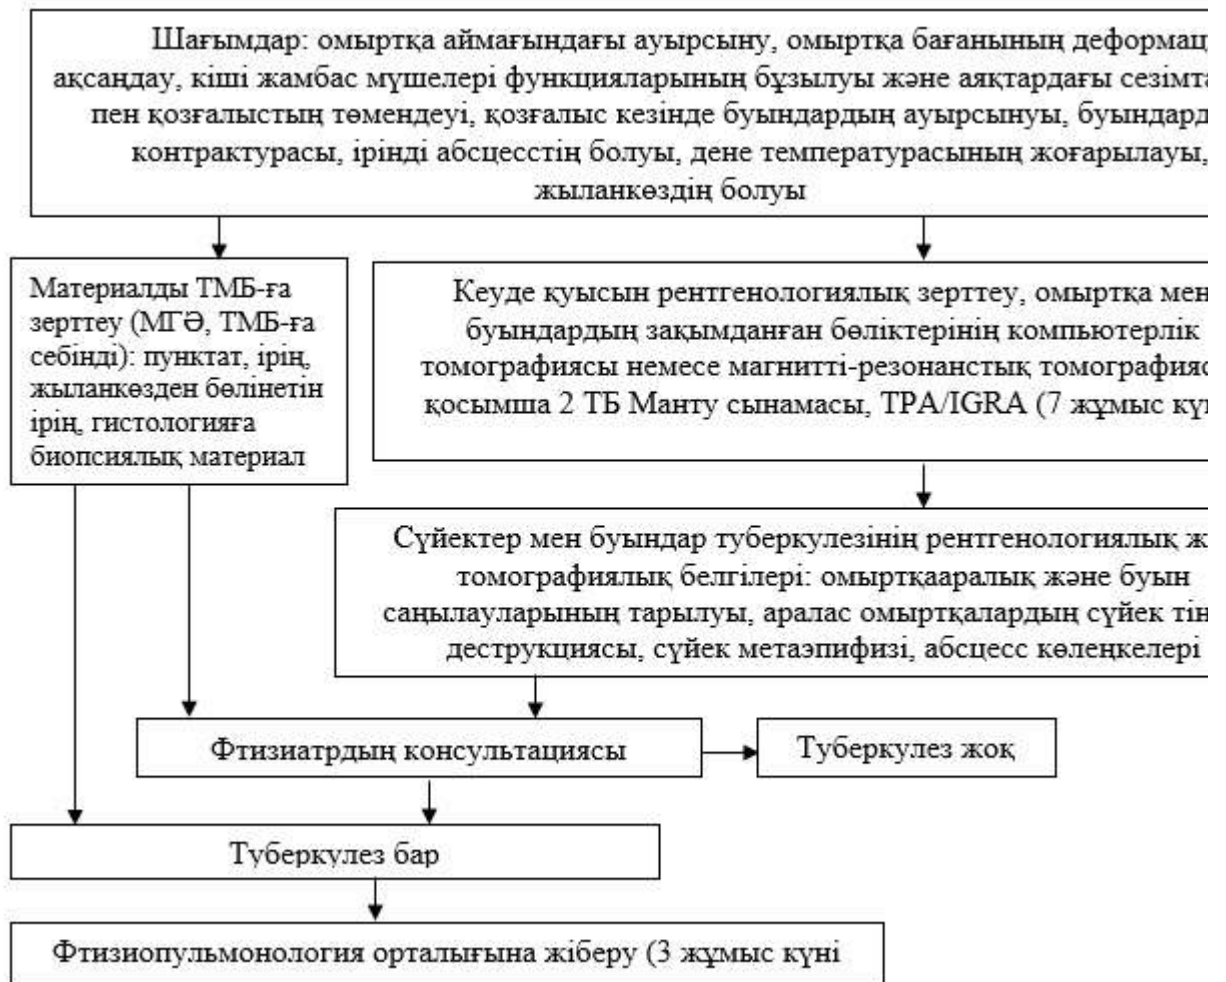 Шағымдар: омыртқа аймағындағы ауырсыну, омыртқа бағанының деформац
ақсаңдау, кіші жамбас мүшелері функцияларының бұзылуы және аяқтардағы сезімта
пен қозғалыстың төмендеуі, қозғалыс кезінде буындардың ауырсынуы, буындард
контрактурасы, іріңді абсцесстің болуы, дене температурасының жоғарылауы,
жыланкөздің болуы
Материалды ТМБ-ға
зерттеу (МГӘ, ТМБ-ға
себінді): пунктат, ірің,
жыланкөзден бөлінетін
ірің, гистологияға
биопсиялық материал
Кеуде қуысын рентгенологиялық зерттеу, омыртқа мен
буындардың зақымданған бөліктерінің компьютерлік
томографиясы немесе магнитті-резонанстық томографияс
қосымша 2 ТБ Манту сынамасы, ТРА/IGRA (7 жұмыс күн
Сүйектер мен буындар туберкулезінің рентгенологиялық ж
томографиялық белгілері: омыртқааралық және буын
саңылауларының тарылуы, аралас омыртқалардың сүйек тін
деструкциясы, сүйек метаэпифизі, абсцесс көлеңкелері
Фтизиатрдың консультациясы
Туберкулез жоқ
Туберкулез бар
Фтизиопульмонология орталығына жіберу (3 жұмыс күні